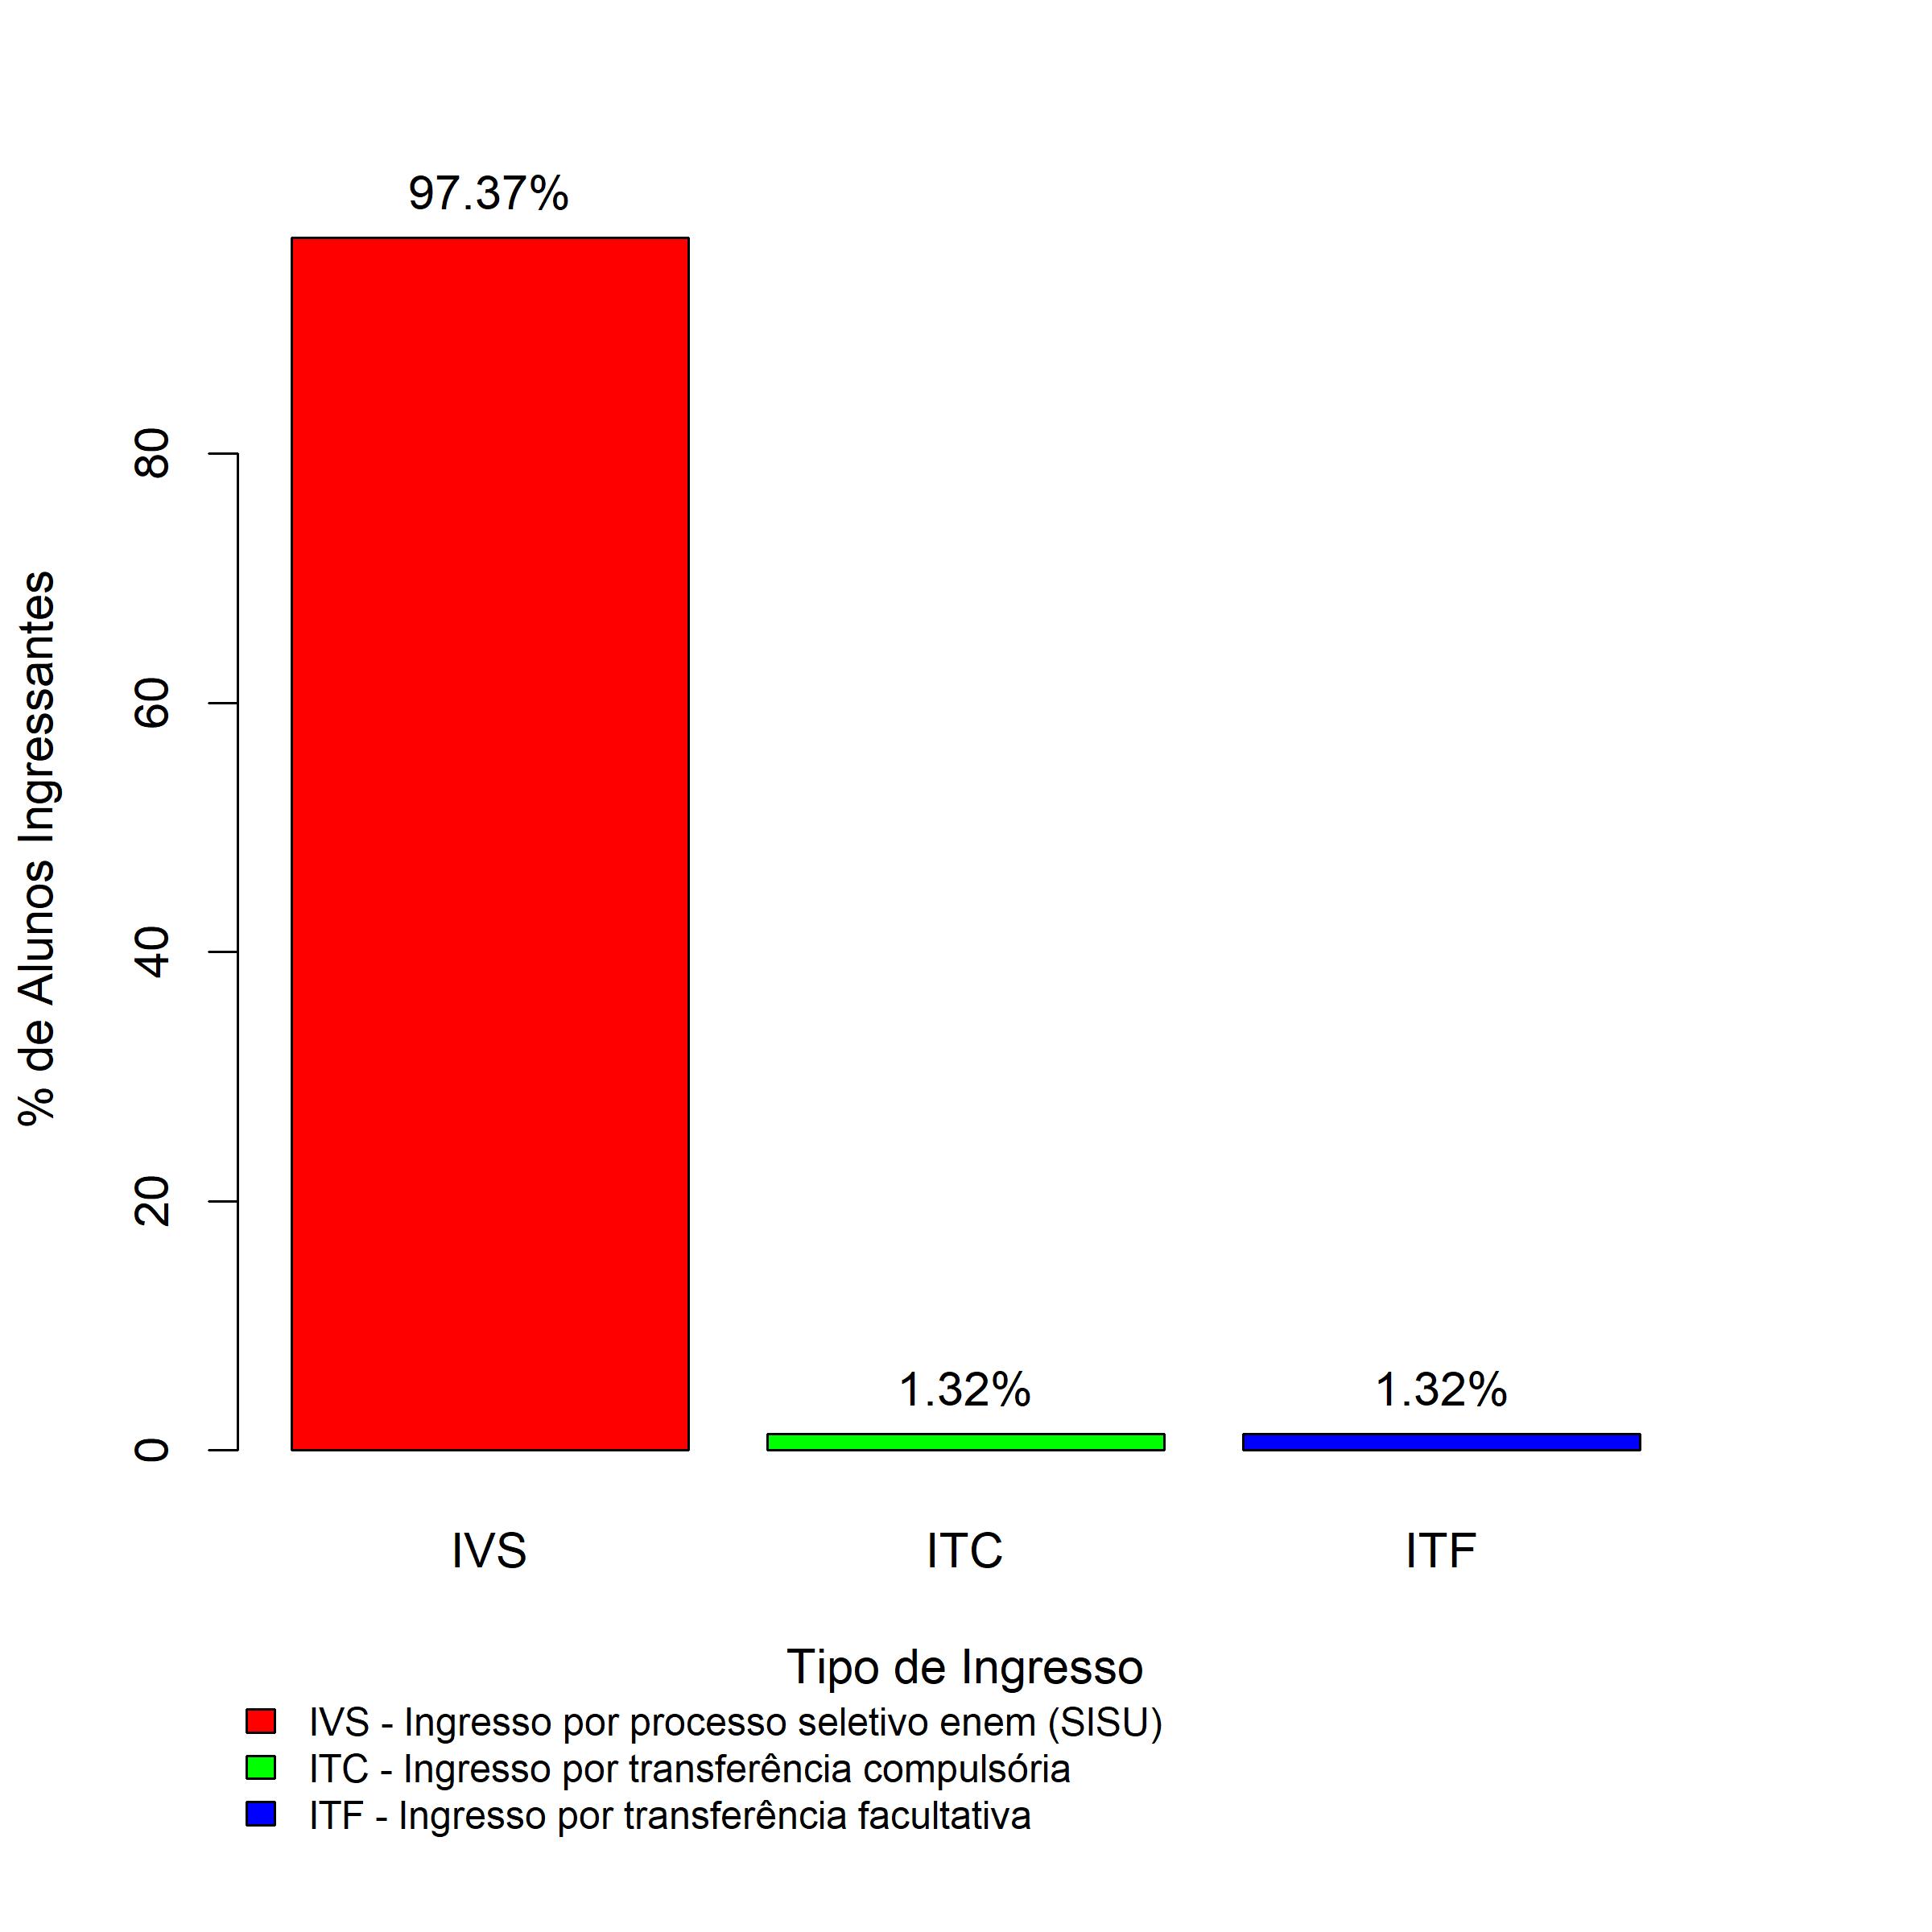 97.37%
80
60
40
20
0
% de Alunos Ingressantes
1.32%
1.32%
IVS
ITC
ITF
Tipo de Ingresso
IVS - Ingresso por processo seletivo enem (SISU)
ITC - Ingresso por transferência compulsória
ITF - Ingresso por transferência facultativa